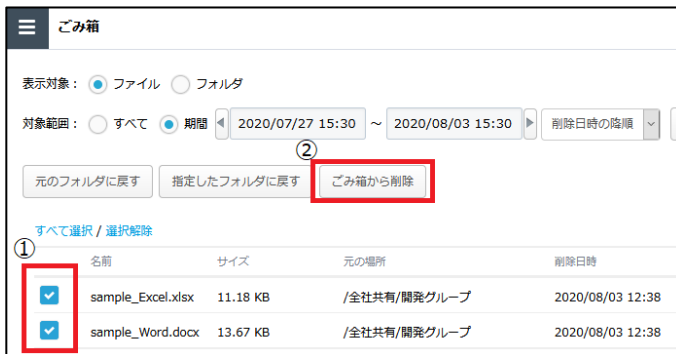 ごみ箱
表示対象： ファイル フォルダ
対象範囲： すべて 期間 2020/07/27 15:30 ～ 2020/08/03 15:30 削除日時の降順
②
元のフォルダに戻す 指定したフォルダに戻す ごみ箱から削除
すべて選択 / 選択解除
①
名前 サイズ 元の場所 削除日時
sample_Excel.xlsx 11.18 KB /全社共有/開発グループ 2020/08/03 12:38
sample_Word.docx 13.67 KB /全社共有/開発グループ 2020/08/03 12:38